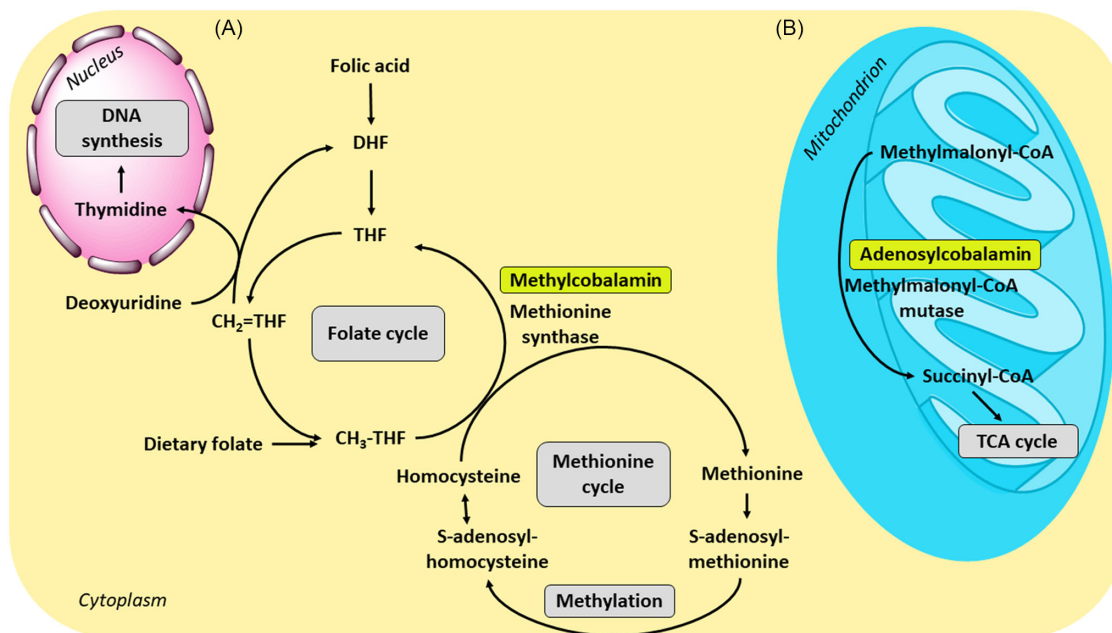 (A)
(B)
Nucleus
DNA
synthesis
Thymidine
Deoxyuridine
Folic acid
DHF
THF
CH₂=THF
Folate cycle
Dietary folate
CH₃-THF
Methylcobalamin
Methionine
synthase
Homocysteine
Methionine
cycle
Methionine
S-adenosyl-
homocysteine
S-adenosyl-
methionine
Methylation
Cytoplasm
Mitochondrion
Methylmalonyl-CoA
Adenosylcobalamin
Methylmalonyl-CoA
mutase
Succinyl-CoA
TCA cycle